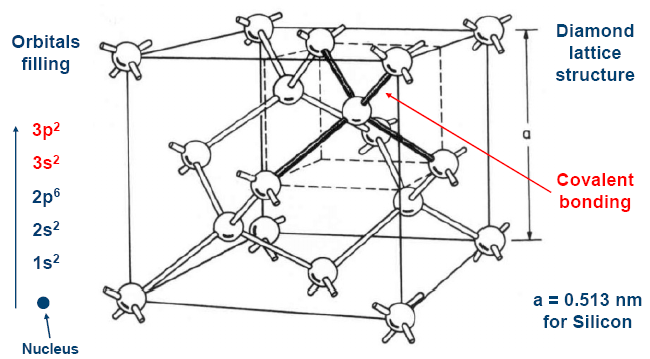 Orbitals
filling
3p²
3s²
2p⁶
2s²
1s²
Nucleus
Diamond
lattice
structure
a
Covalent
bonding
a = 0.513 nm
for Silicon